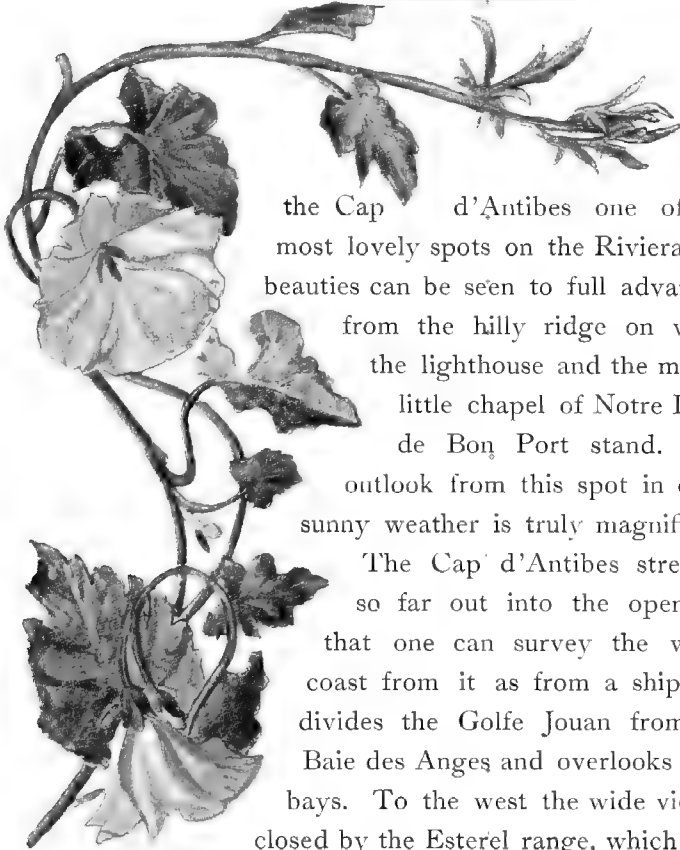 the Cap d'Antibes one of
most lovely spots on the Riviera
beauties can be seen to full adva
from the hilly ridge on w
the lighthouse and the m
little chapel of Notre D
de Bon Port stand.
outlook from this spot in c
sunny weather is truly magnif
The Cap d'Antibes stre
so far out into the open
that one can survey the w
coast from it as from a ship
divides the Golfe Jouan from
Baie des Anges and overlooks
bays. To the west the wide vie
closed by the Esterel range, which